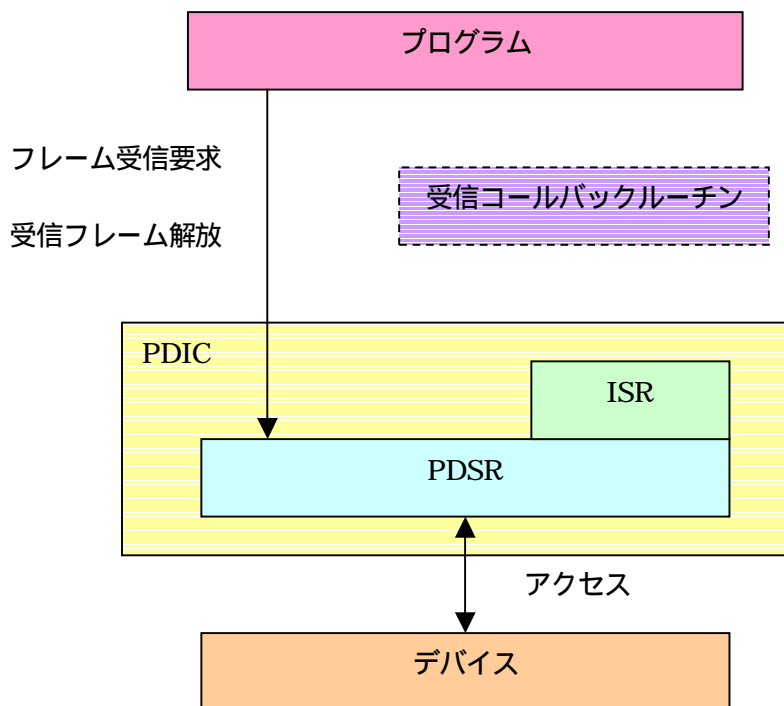 プログラム
フレーム受信要求
受信コールバックルーチン
受信フレーム解放
PDIC
ISR
PDSR
アクセス
デバイス